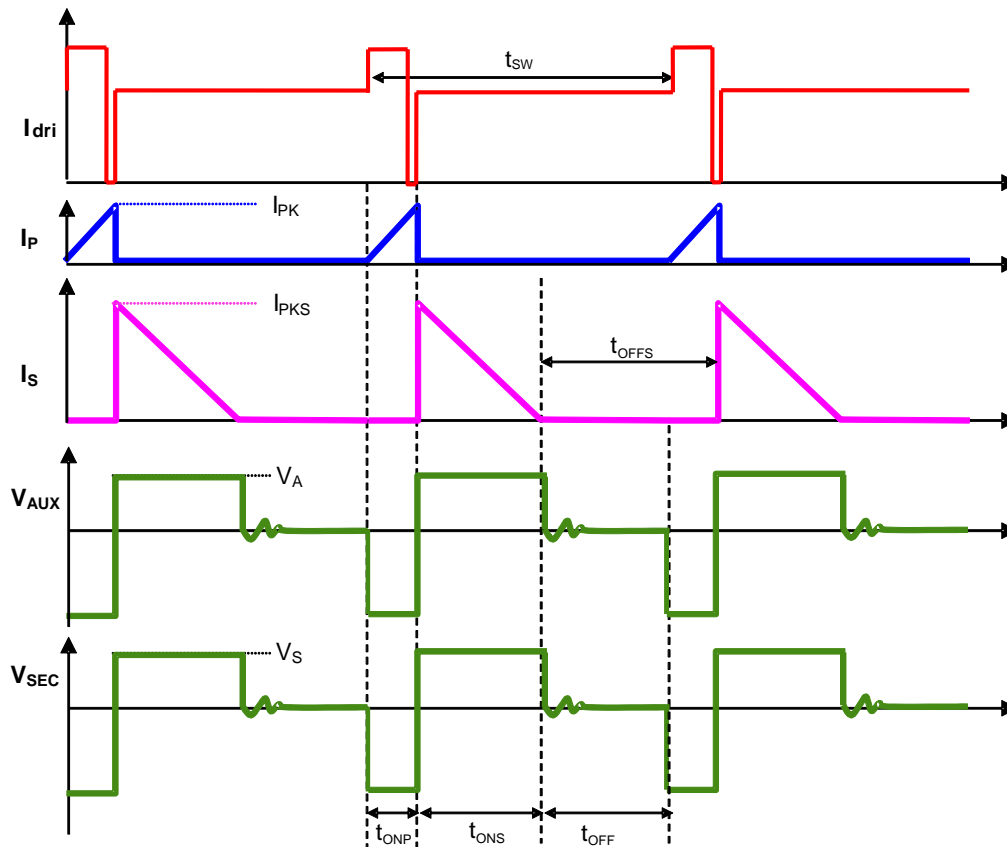 t_SW
I_dri
I_PK
I_P
I_PKS
t_OFFS
I_S
V_A
V_AUX
V_S
V_SEC
t_ONP
t_ONS
t_OFF